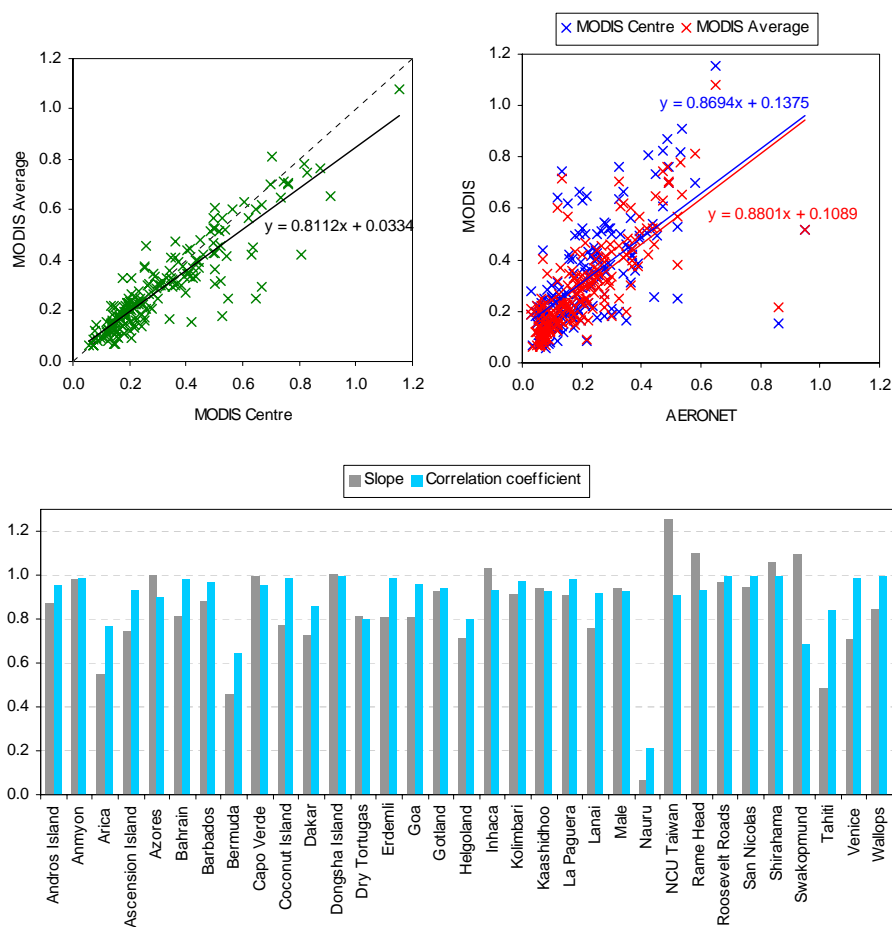 MODIS Centre MODIS Average
1.2
1.0
0.8
0.6
0.4
0.2
0.0
MODIS Average
y = 0.8112x + 0.0334
0.0 0.2 0.4 0.6 0.8 1.0 1.2
MODIS Centre
1.2
1.0
0.8
0.6
0.4
0.2
0.0
MODIS
y = 0.8694x + 0.1375
y = 0.8801x + 0.1089
0.0 0.2 0.4 0.6 0.8 1.0 1.2
AERONET
Slope Correlation coefficient
1.2
1.0
0.8
0.6
0.4
0.2
0.0
Andros Island
Anmyon
Arica
Ascension Island
Azores
Bahrain
Barbados
Bermuda
Capo Verde
Coconut Island
Dakar
Dongsha Island
Dry Tortugas
Erdemli
Goa
Gotland
Helgoland
Inhaca
Kolimbari
Kaashidhoo
La Paguera
Lanai
Male
Nauru
NCU Taiwan
Rame Head
Roosevelt Roads
San Nicolas
Shirahama
Swakopmund
Tahiti
Venice
Wallops